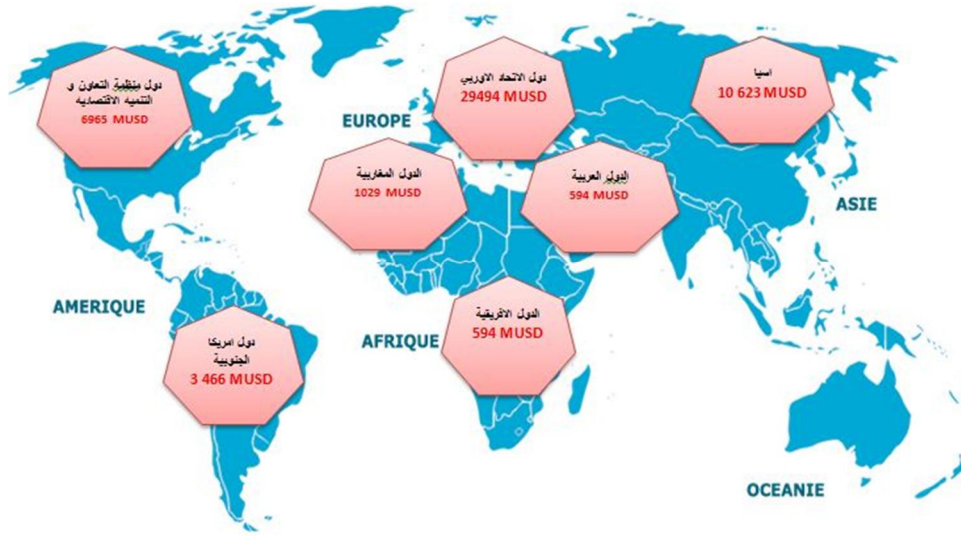 دول منظمة التعاون و
التنميه الاقتصاديه
6965 MUSD
دول الاتحاد الاوربي
29494 MUSD
اسيا
10 623 MUSD
EUROPE
الدول المغاربية
1029 MUSD
الدول العربية
594 MUSD
ASIE
AMERIQUE
دول امريكا
الجنوبية
3 466 MUSD
AFRIQUE
الدول الافريقية
594 MUSD
OCEANIE